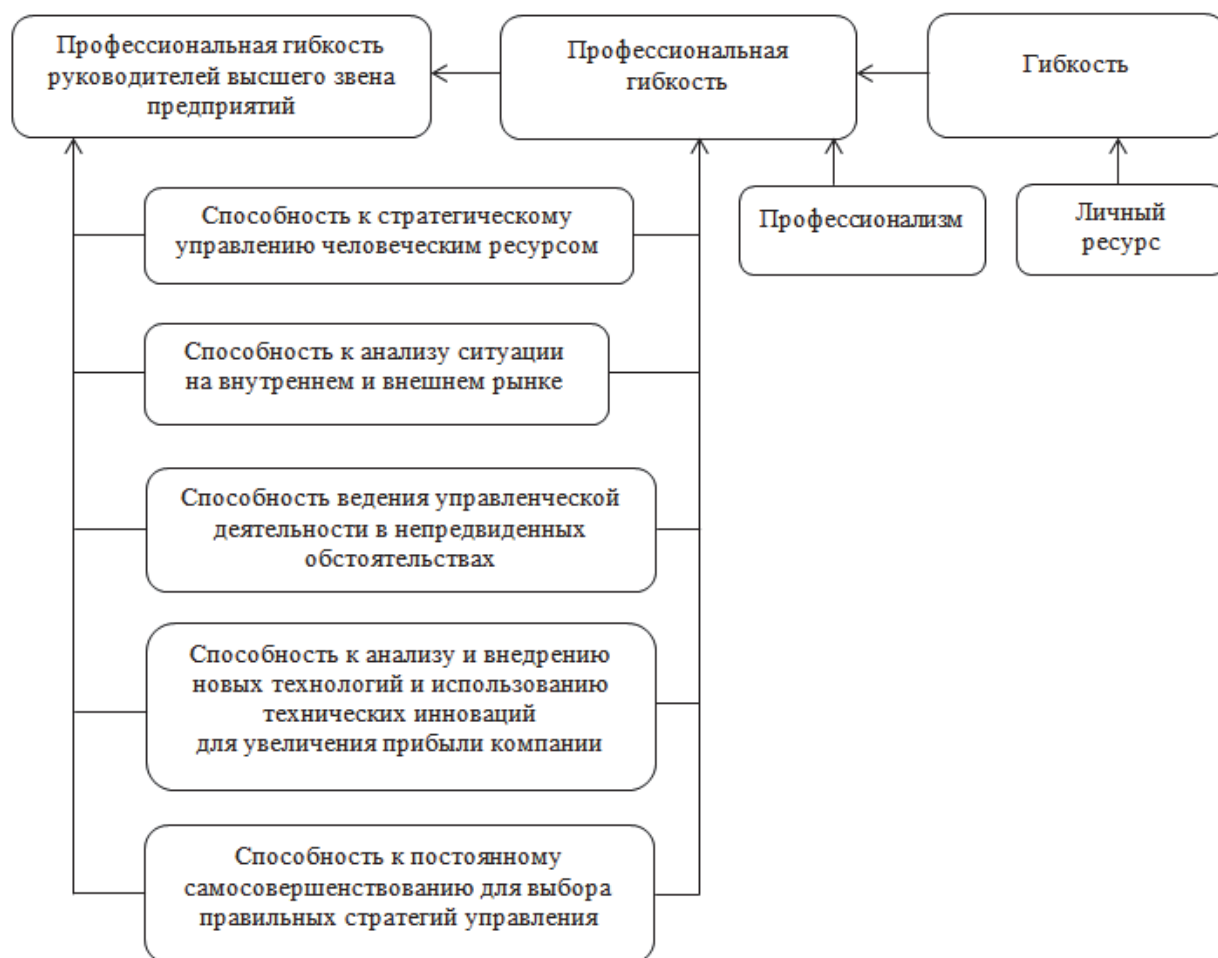 Профессиональная гибкость
руководителей высшего звена
предприятий
Профессиональная
гибкость
Гибкость
Профессионализм
Личный
ресурс
Способность к стратегическому
управлению человеческим ресурсом
Способность к анализу ситуации
на внутреннем и внешнем рынке
Способность ведения управленческой
деятельности в непредвиденных
обстоятельствах
Способность к анализу и внедрению
новых технологий и использованию
технических инноваций
для увеличения прибыли компании
Способность к постоянному
самосовершенствованию для выбора
правильных стратегий управления